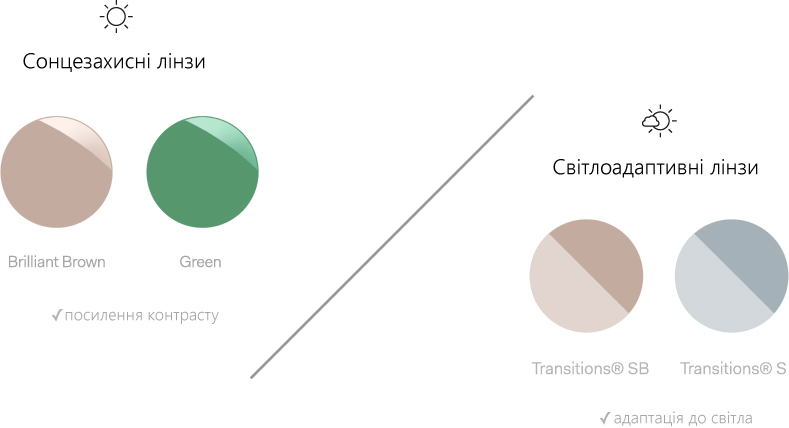 Сонцезахисні лінзи
Brilliant Brown
Green
✓посилення контрасту
Світлоадаптивні лінзи
Transitions® SB
Transitions® S
✓адаптація до світла